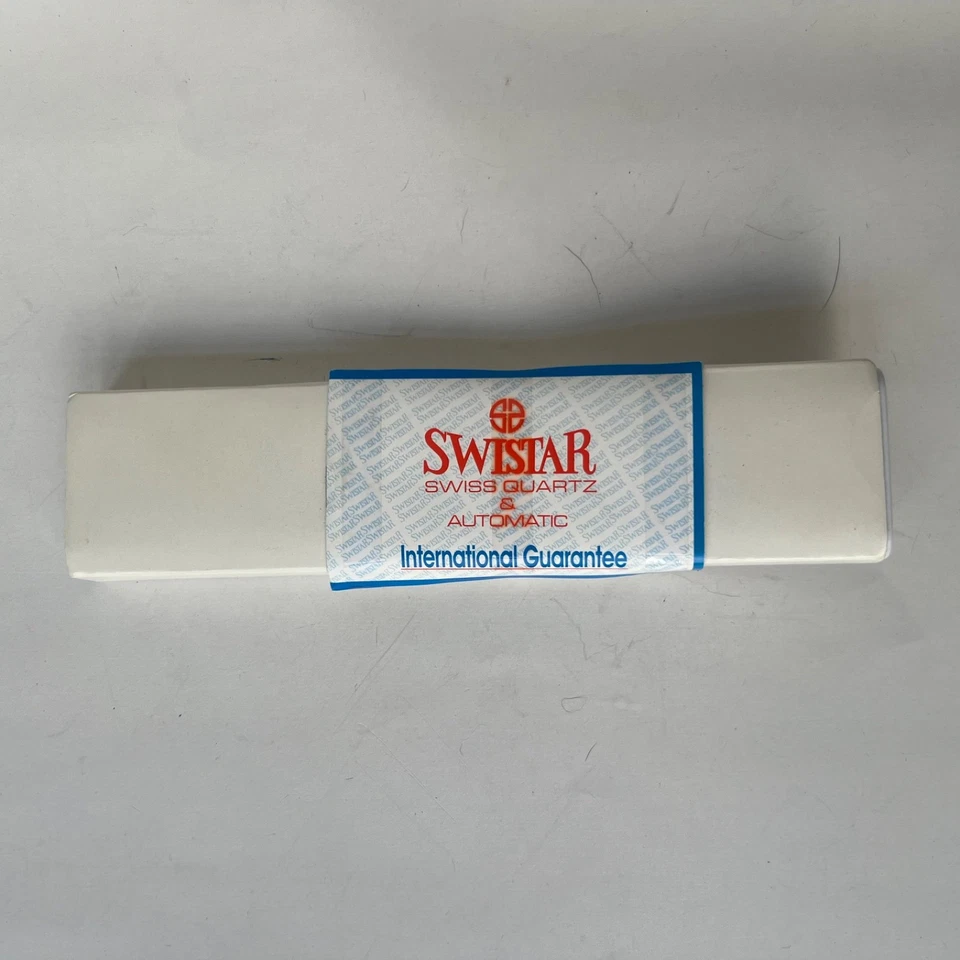 SWISTAR
SWISS QUARTZ
&
AUTOMATIC
International Guarantee